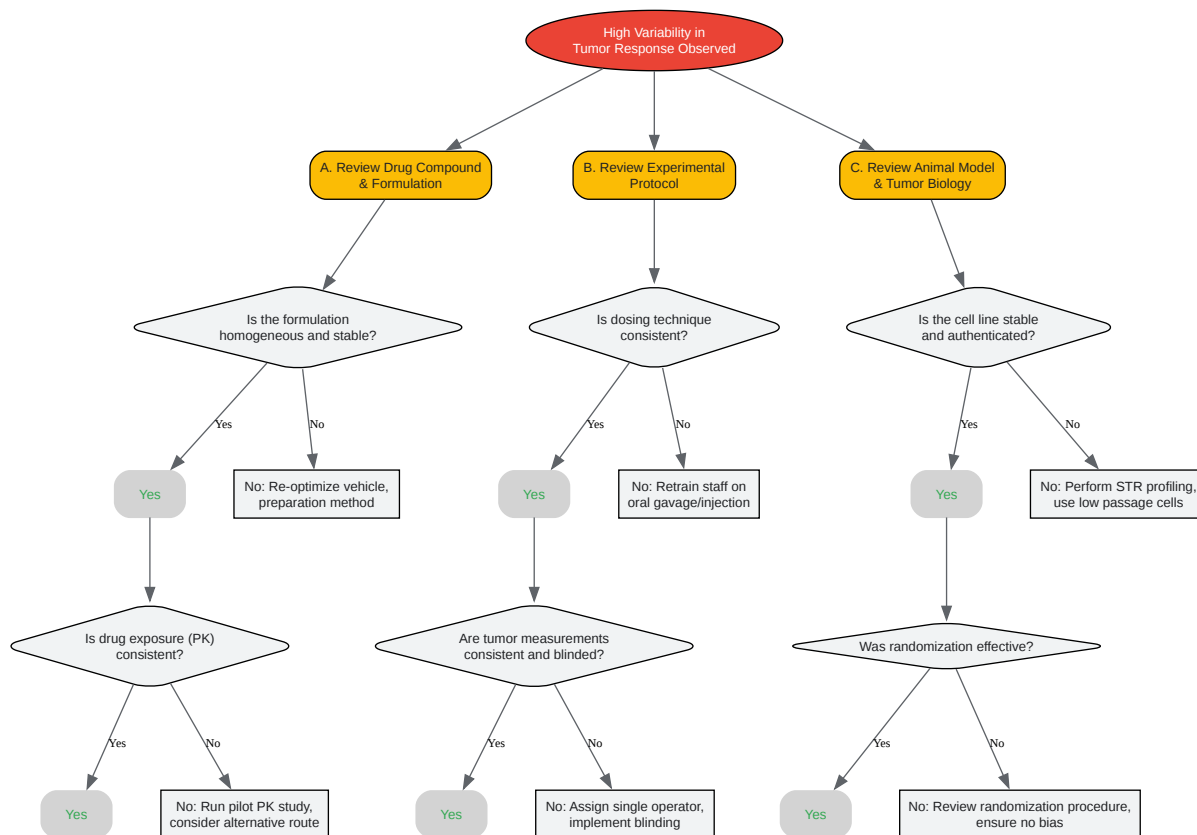 High Variability in
Tumor Response Observed
A. Review Drug Compound
& Formulation
B. Review Experimental
Protocol
C. Review Animal Model
& Tumor Biology
Is the formulation
homogeneous and stable?
Is dosing technique
consistent?
Is the cell line stable
and authenticated?
Yes
No
Yes
No
Yes
No
Yes
No: Re-optimize vehicle,
preparation method
Yes
No: Retrain staff on
oral gavage/injection
Yes
No: Perform STR profiling,
use low passage cells
Is drug exposure (PK)
consistent?
Are tumor measurements
consistent and blinded?
Was randomization effective?
Yes
No
Yes
No
Yes
No
Yes
No: Run pilot PK study,
consider alternative route
Yes
No: Assign single operator,
implement blinding
Yes
No: Review randomization procedure,
ensure no bias